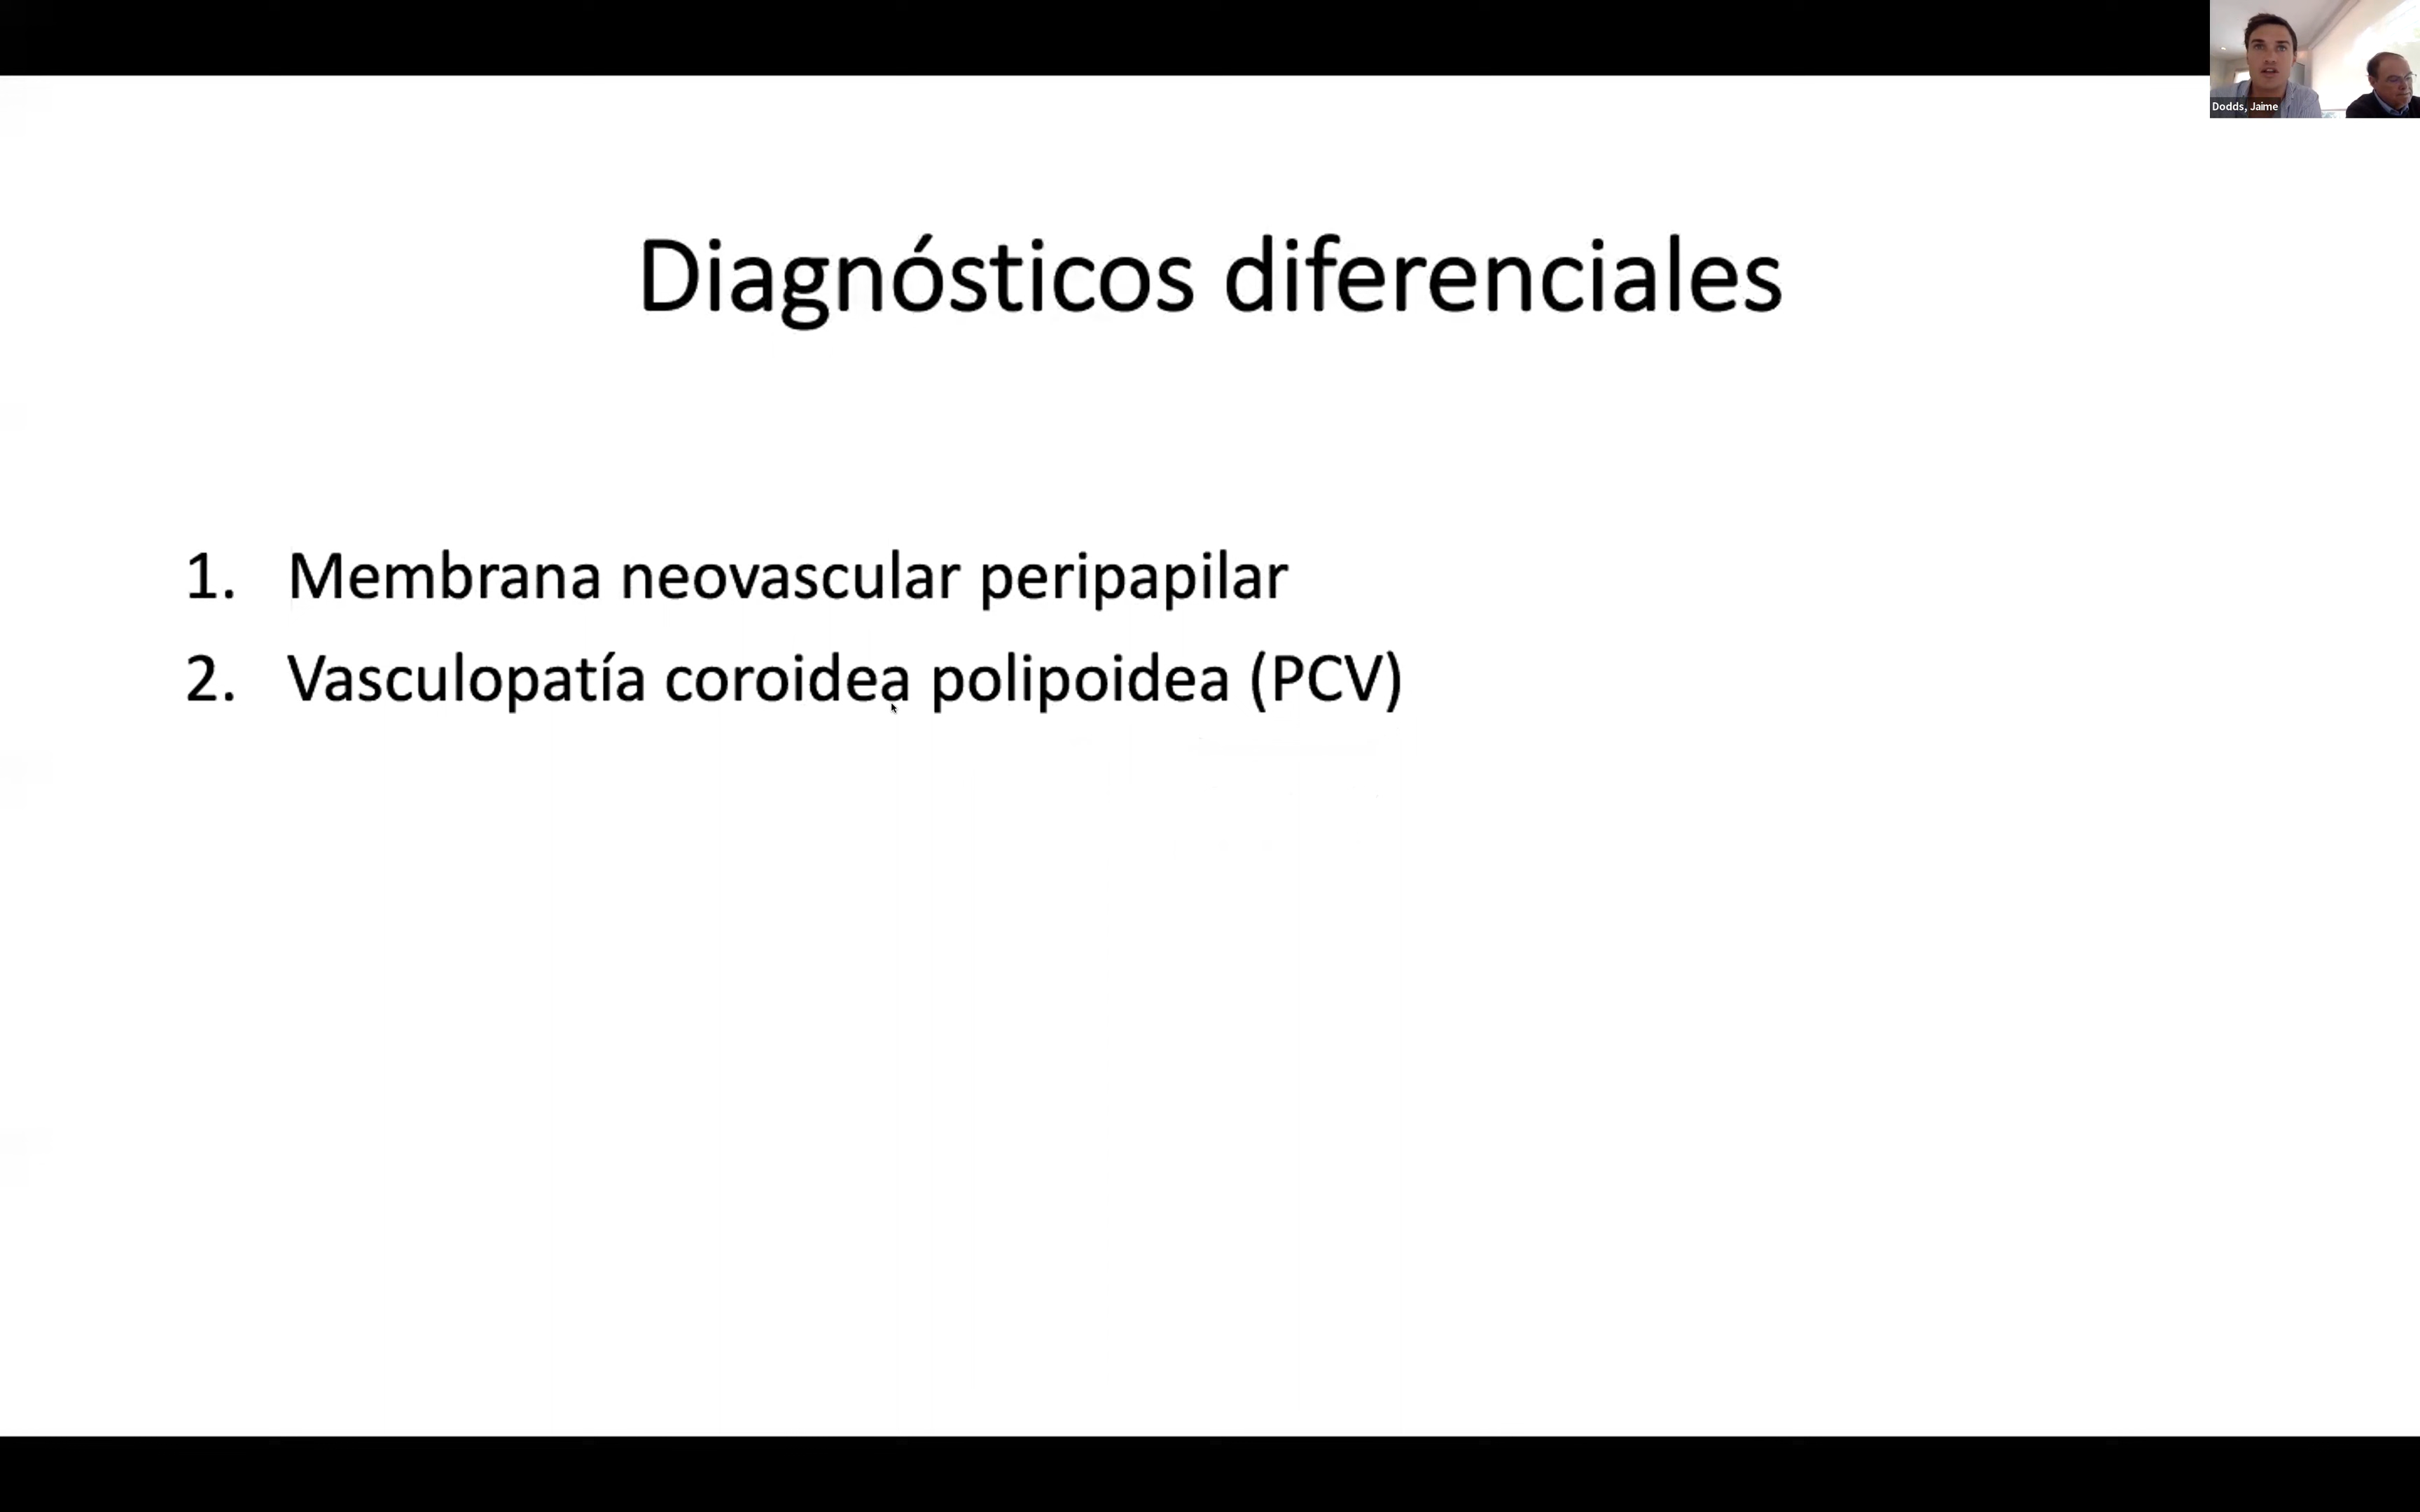 Dodds, Jaime
Diagnósticos diferenciales
1. Membrana neovascular peripapilar
2. Vasculopatía coroidea polipoidea (PCV)